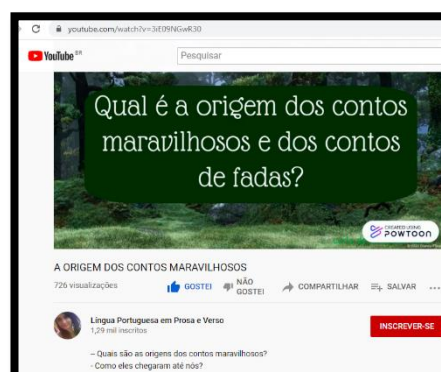 youtube.com/watch?v=3iE09NGwR30
YouTube BR
Pesquisar
Qual é a origem dos contos
maravilhosos e dos contos
de fadas?
CREATED USING
POWTOON
A ORIGEM DOS CONTOS MARAVILHOSOS
726 visualizações
GOSTEI
NÃO
GOSTEI
COMPARTILHAR
SALVAR
Língua Portuguesa em Prosa e Verso
1,29 mil inscritos
INSCREVER-SE
– Quais são as origens dos contos maravilhosos?
- Como eles chegaram até nós?